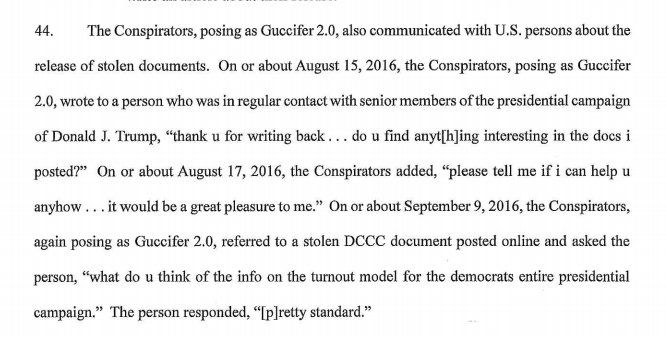 44. The Conspirators, posing as Guccifer 2.0, also communicated with U.S. persons about the
release of stolen documents. On or about August 15, 2016, the Conspirators, posing as Guccifer
2.0, wrote to a person who was in regular contact with senior members of the presidential campaign
of Donald J. Trump, “thank u for writing back . . . do u find anyt[h]ing interesting in the docs i
posted?” On or about August 17, 2016, the Conspirators added, “please tell me if i can help u
anyhow . . . it would be a great pleasure to me.” On or about September 9, 2016, the Conspirators,
again posing as Guccifer 2.0, referred to a stolen DCCC document posted online and asked the
person, “what do u think of the info on the turnout model for the democrats entire presidential
campaign.” The person responded, “[p]retty standard.”